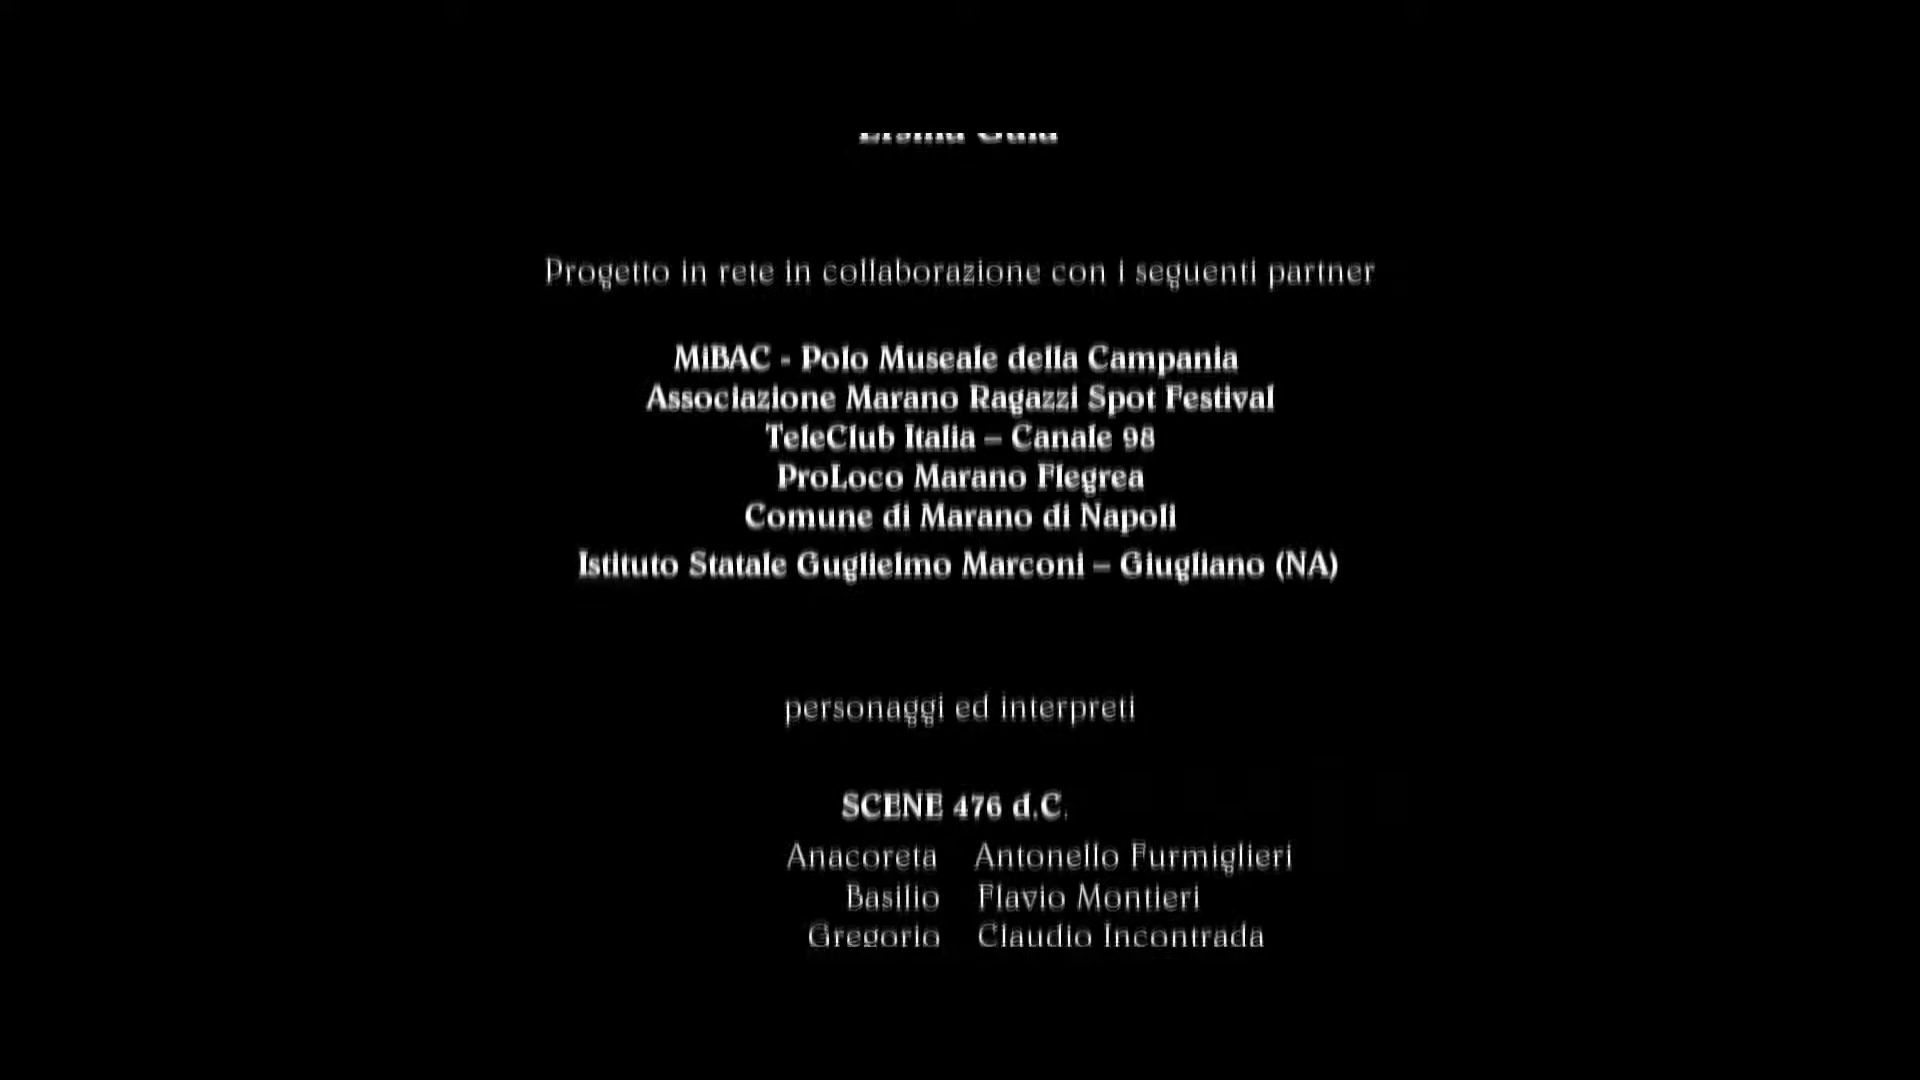 Progetto in rete in collaborazione con i seguenti partner
MiBAC - Polo Museale della Campania
Associazione Marano Ragazzi Spot Festival
TeleClub Italia – Canale 98
ProLoco Marano Flegrea
Comune di Marano di Napoli
Istituto Statale Guglielmo Marconi – Giugliano (NA)
personaggi ed interpreti
SCENE 476 d.C.
Anacoreta Antonello Furmiglieri
Basilio Flavio Montieri
Gregorio Claudio Incontrada